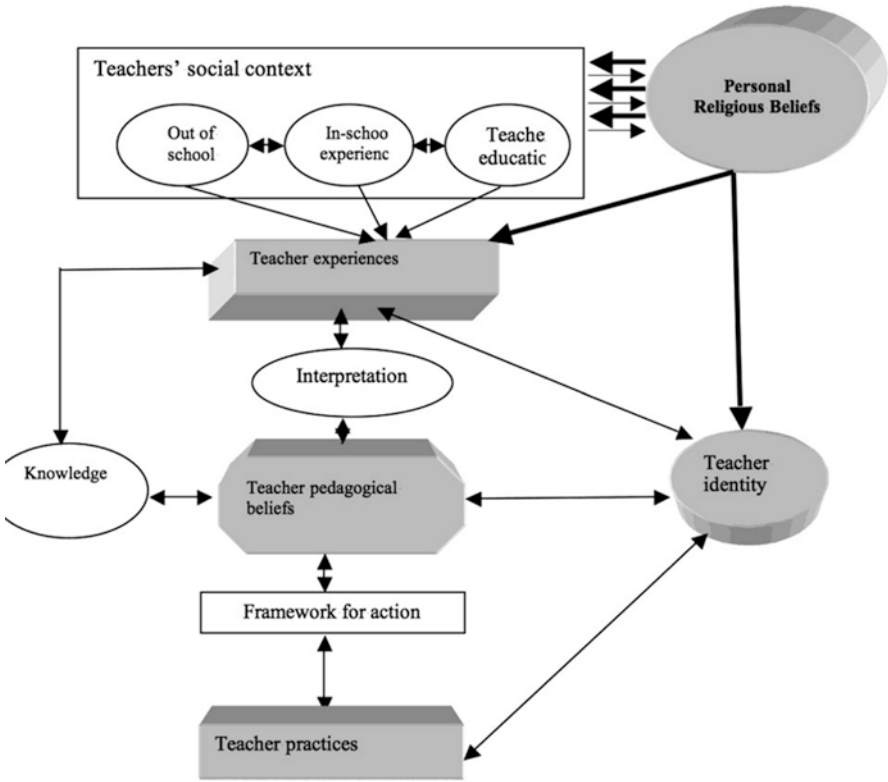 Teachers' social context
Personal
Religious Beliefs
Out of
school
In-schoo
experienc
Teache
educatic
Teacher experiences
Interpretation
Knowledge
Teacher pedagogical
beliefs
Teacher
identity
Framework for action
Teacher practices